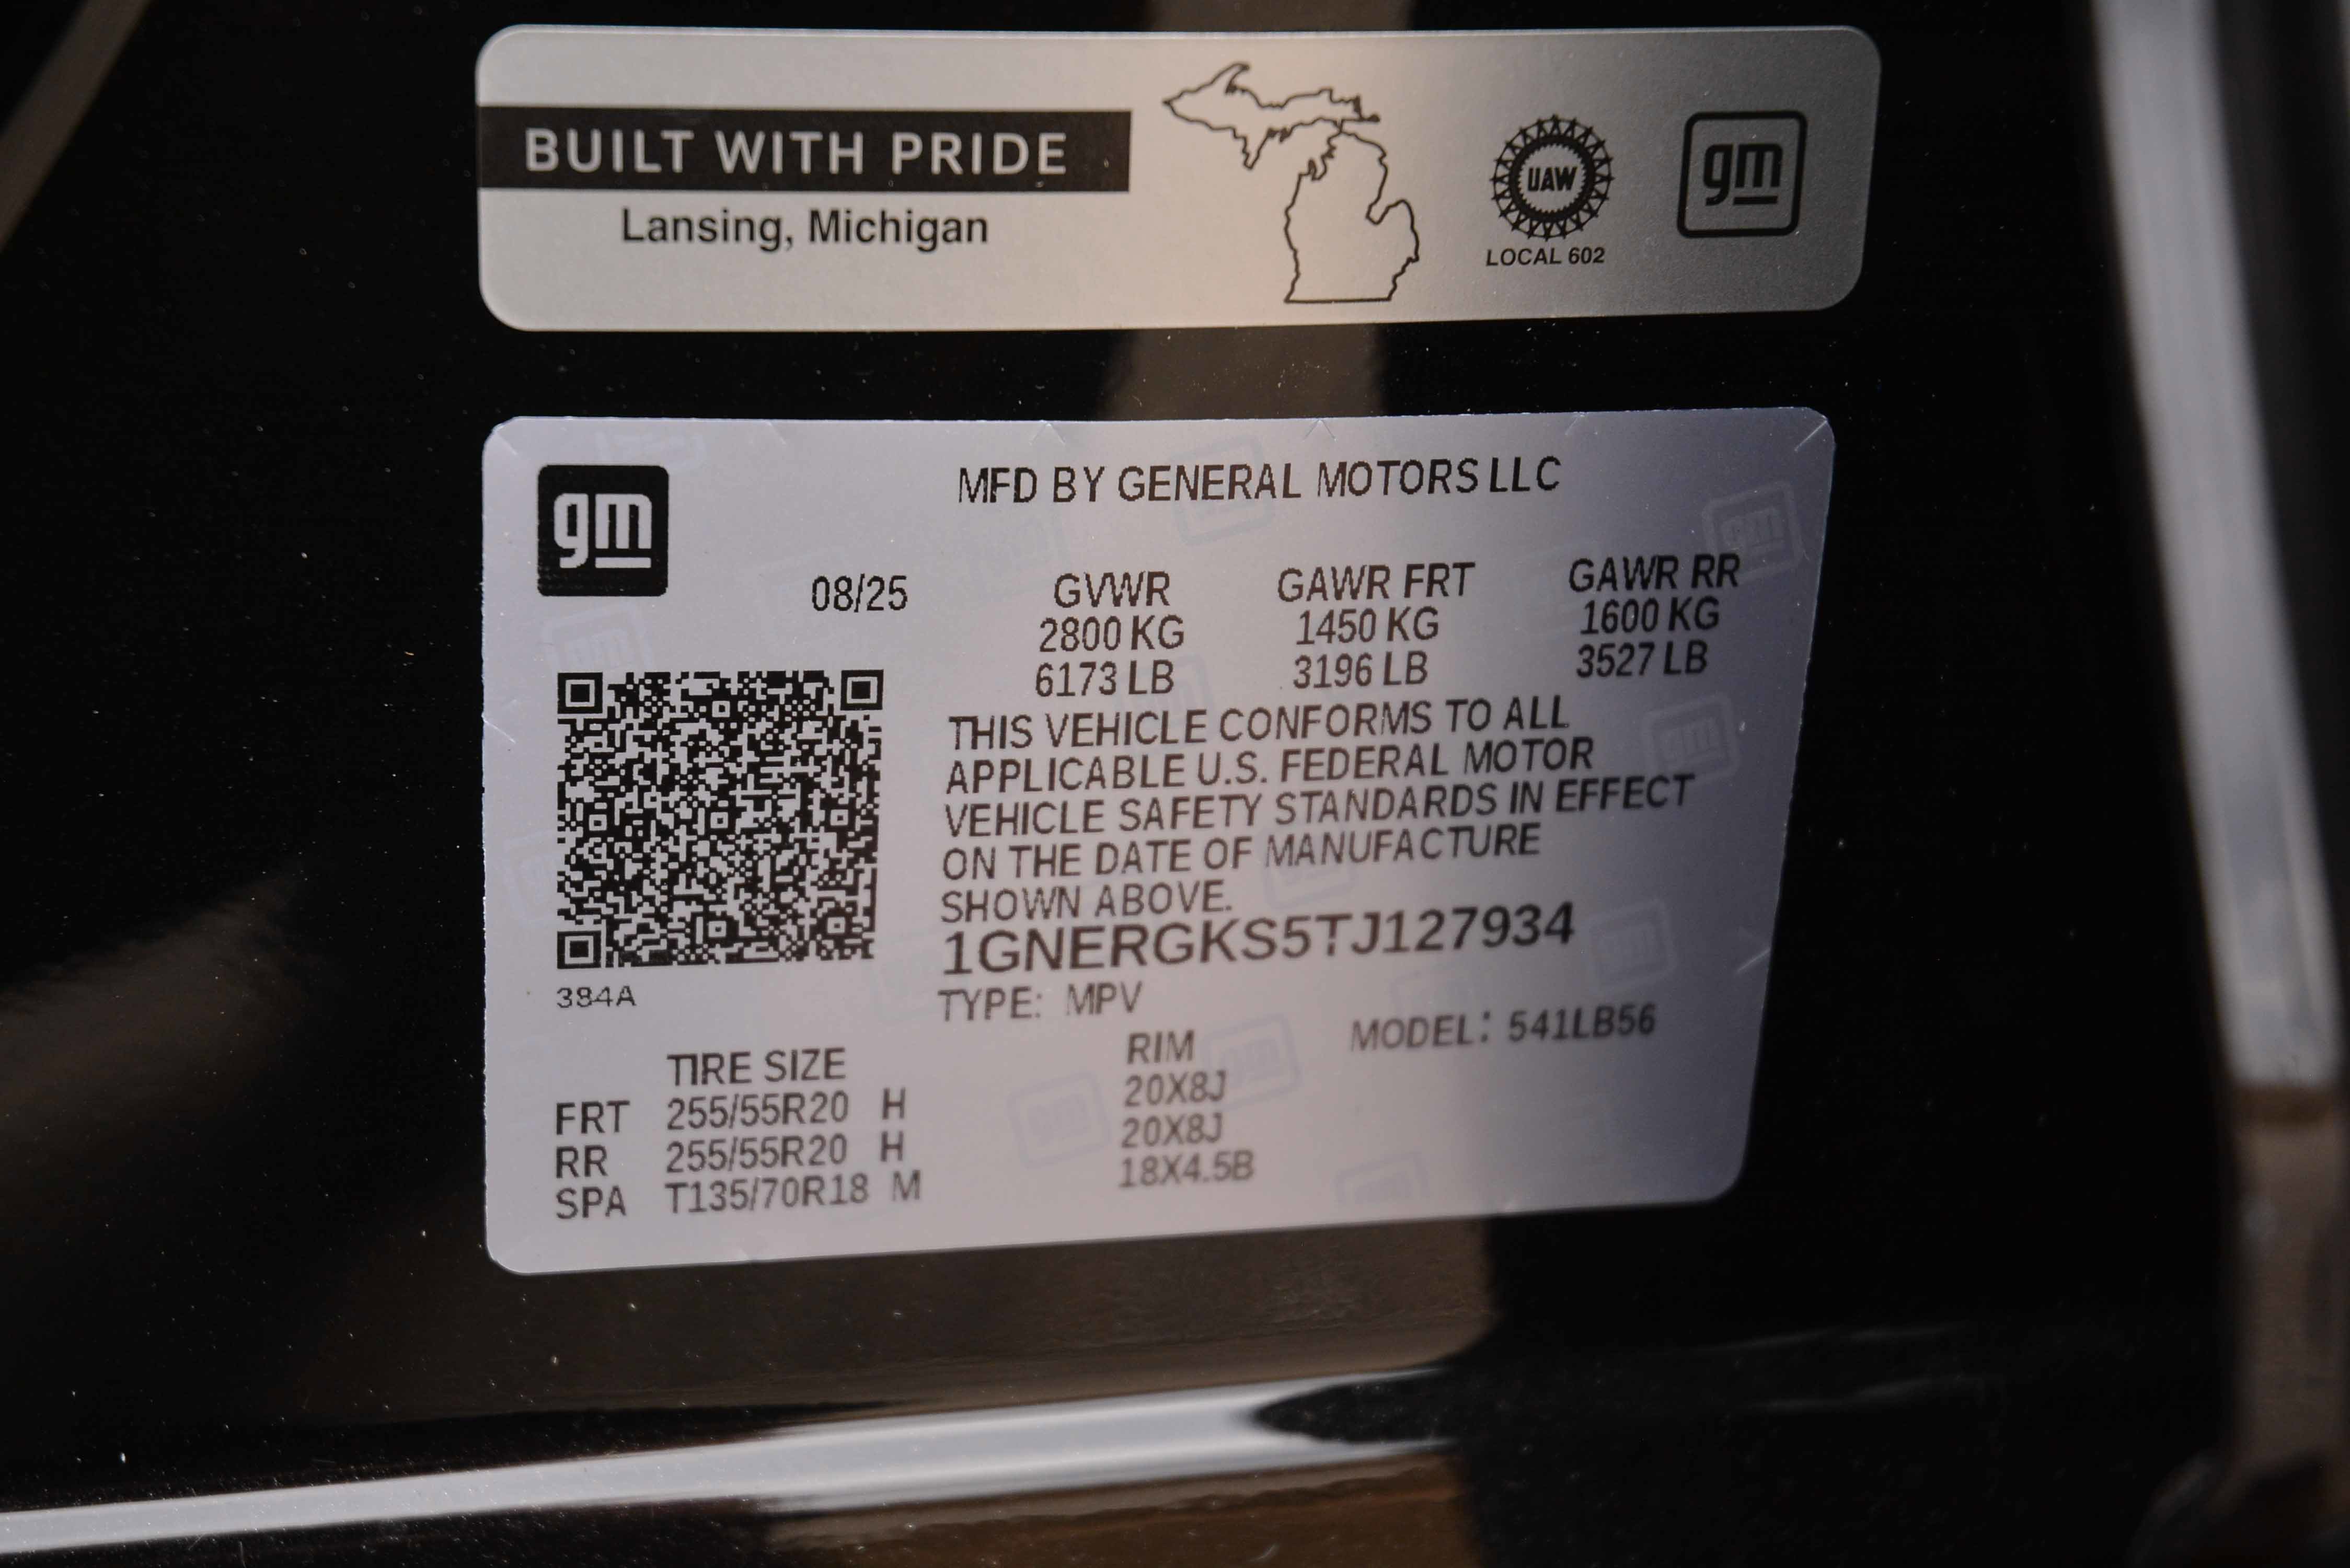 BUILT WITH PRIDE
Lansing, Michigan
UAW
LOCAL 602
gm
gm
MFD BY GENERAL MOTORS LLC
08/25
GVWR GAWR FRT GAWR RR
2800 KG 1450 KG 1600 KG
6173 LB 3196 LB 3527 LB
THIS VEHICLE CONFORMS TO ALL
APPLICABLE U.S. FEDERAL MOTOR
VEHICLE SAFETY STANDARDS IN EFFECT
ON THE DATE OF MANUFACTURE
SHOWN ABOVE.
1GNERGKS5TJ127934
384A
TYPE: MPV
MODEL: 541LB56
TIRE SIZE RIM
FRT 255/55R20 H 20X8J
RR 255/55R20 H 20X8J
SPA T135/70R18 M 18X4.5B